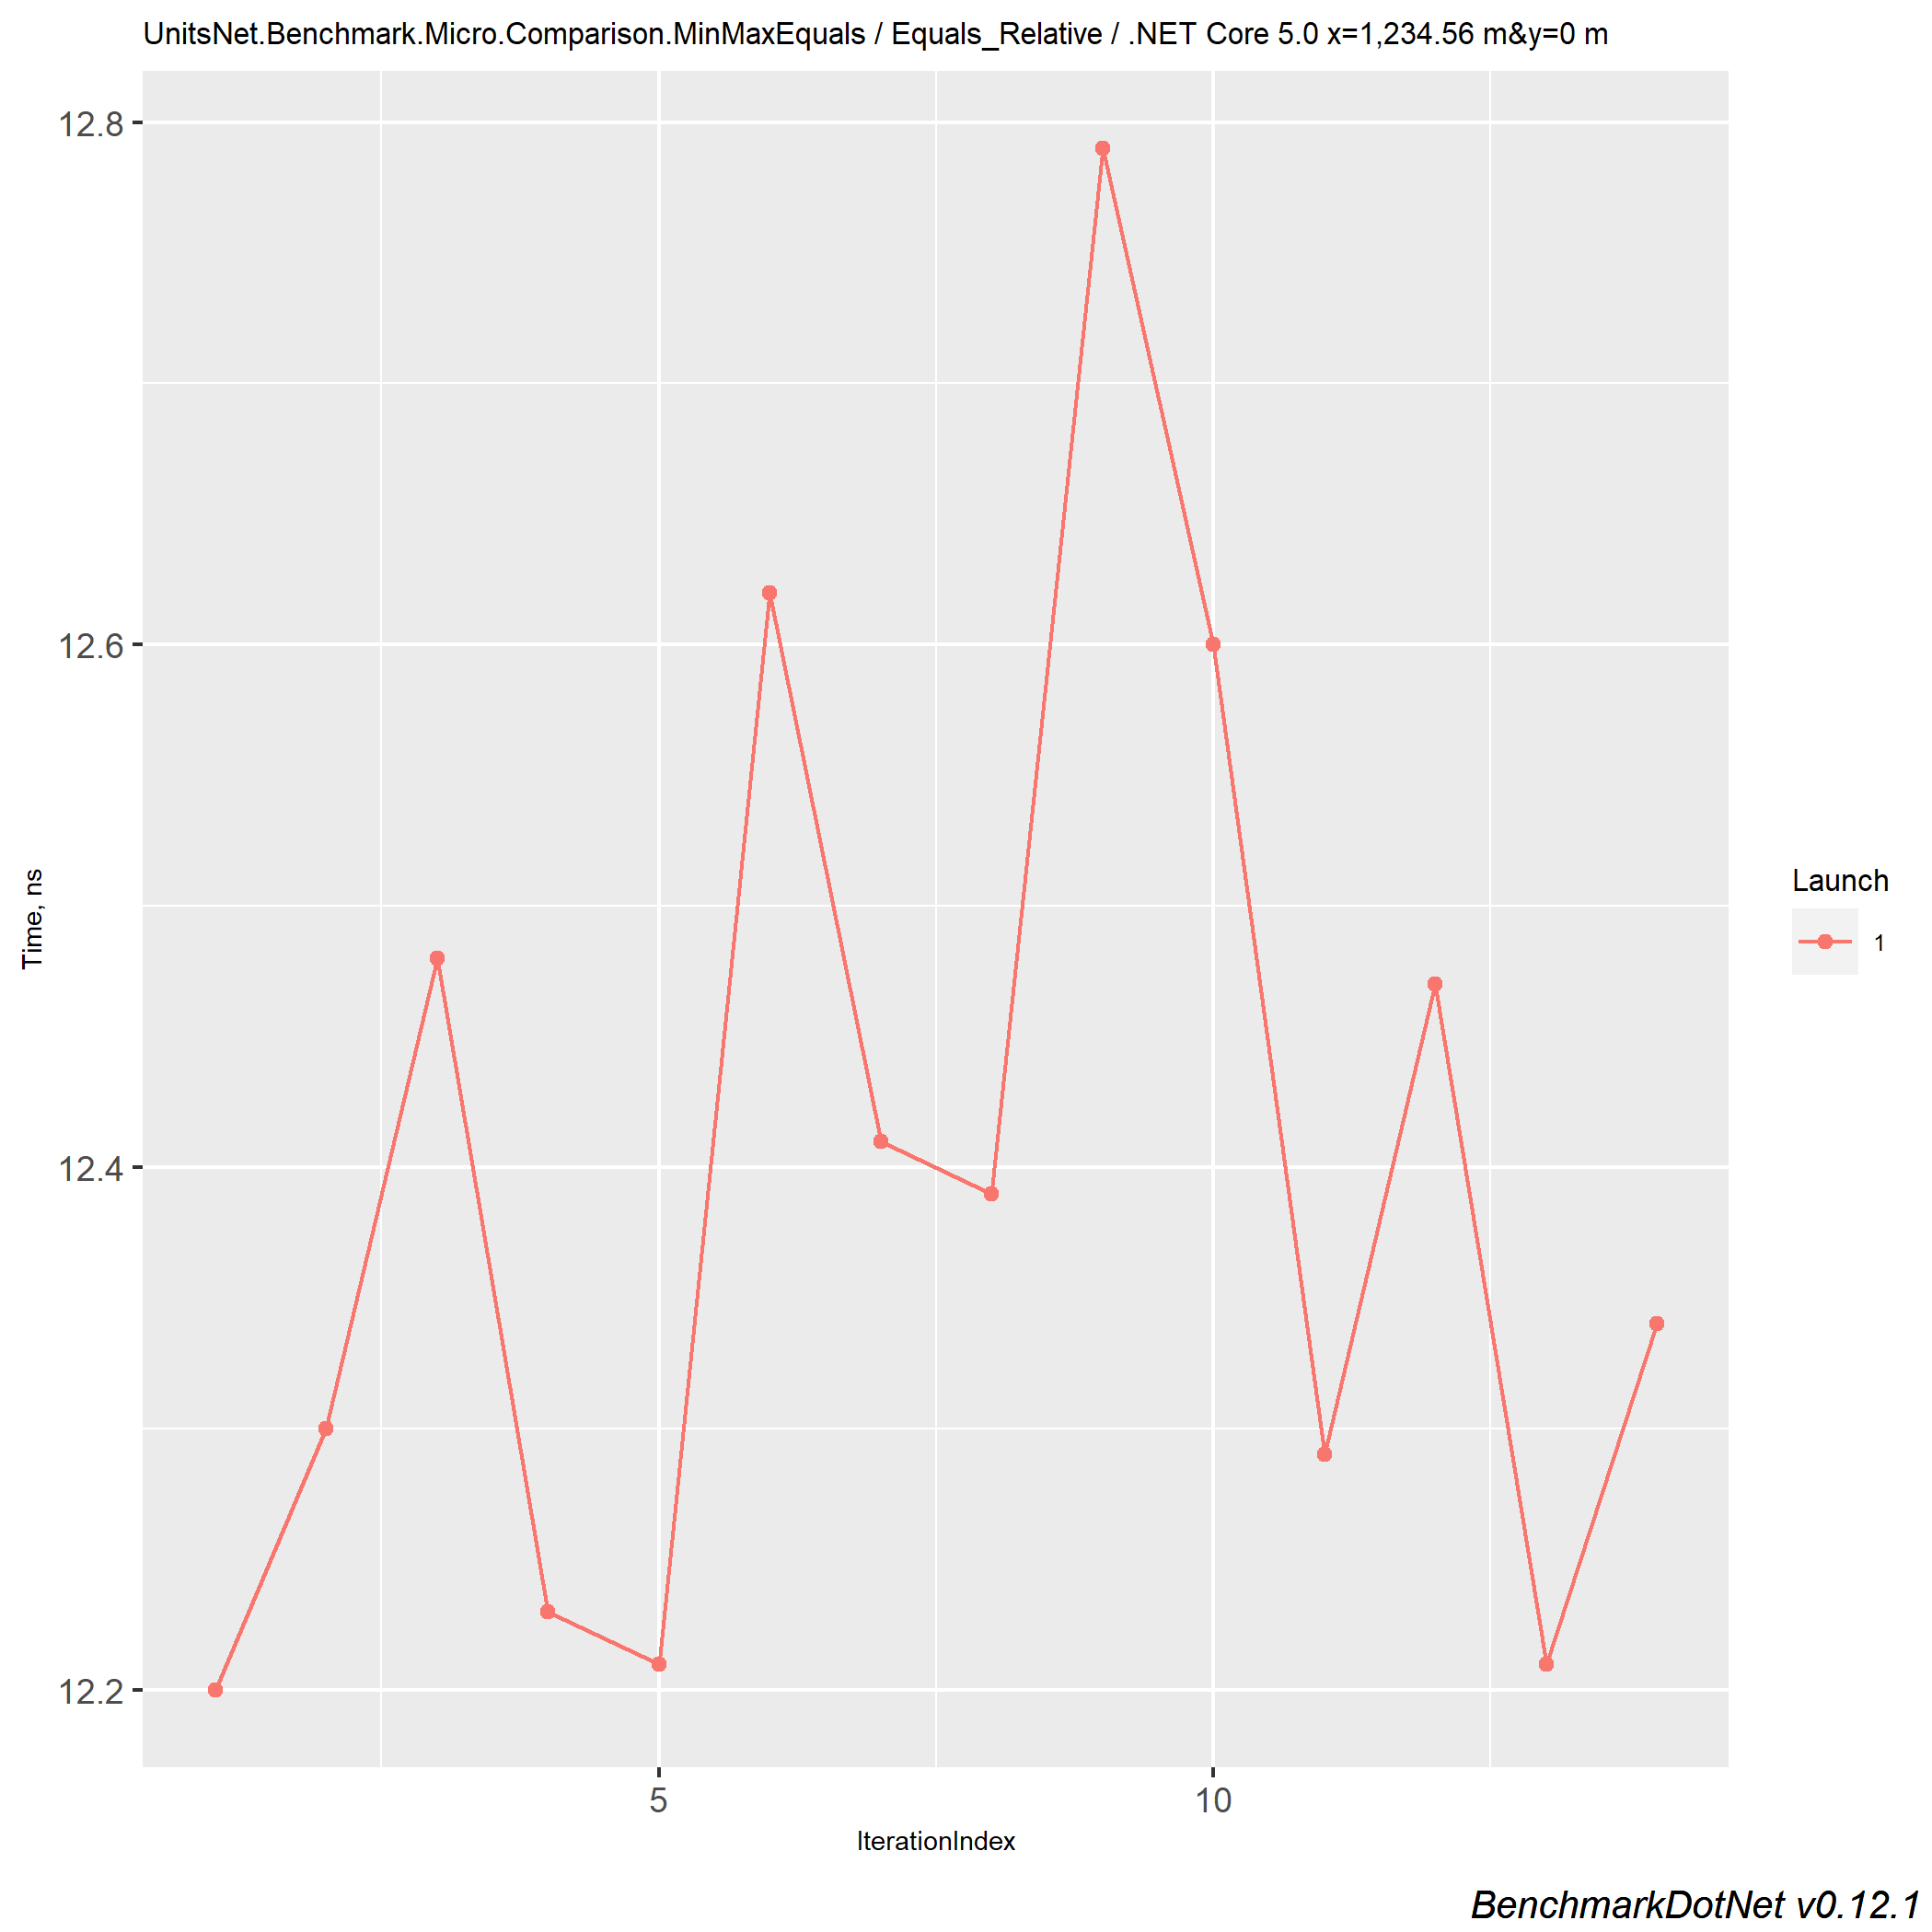 UnitsNet.Benchmark.Micro.Comparison.MinMaxEquals / Equals_Relative / .NET Core 5.0 x=1,234.56 m&y=0 m
12.8
12.6
12.4
12.2
Time, ns
5
10
IterationIndex
Launch
1
BenchmarkDotNet v0.12.1